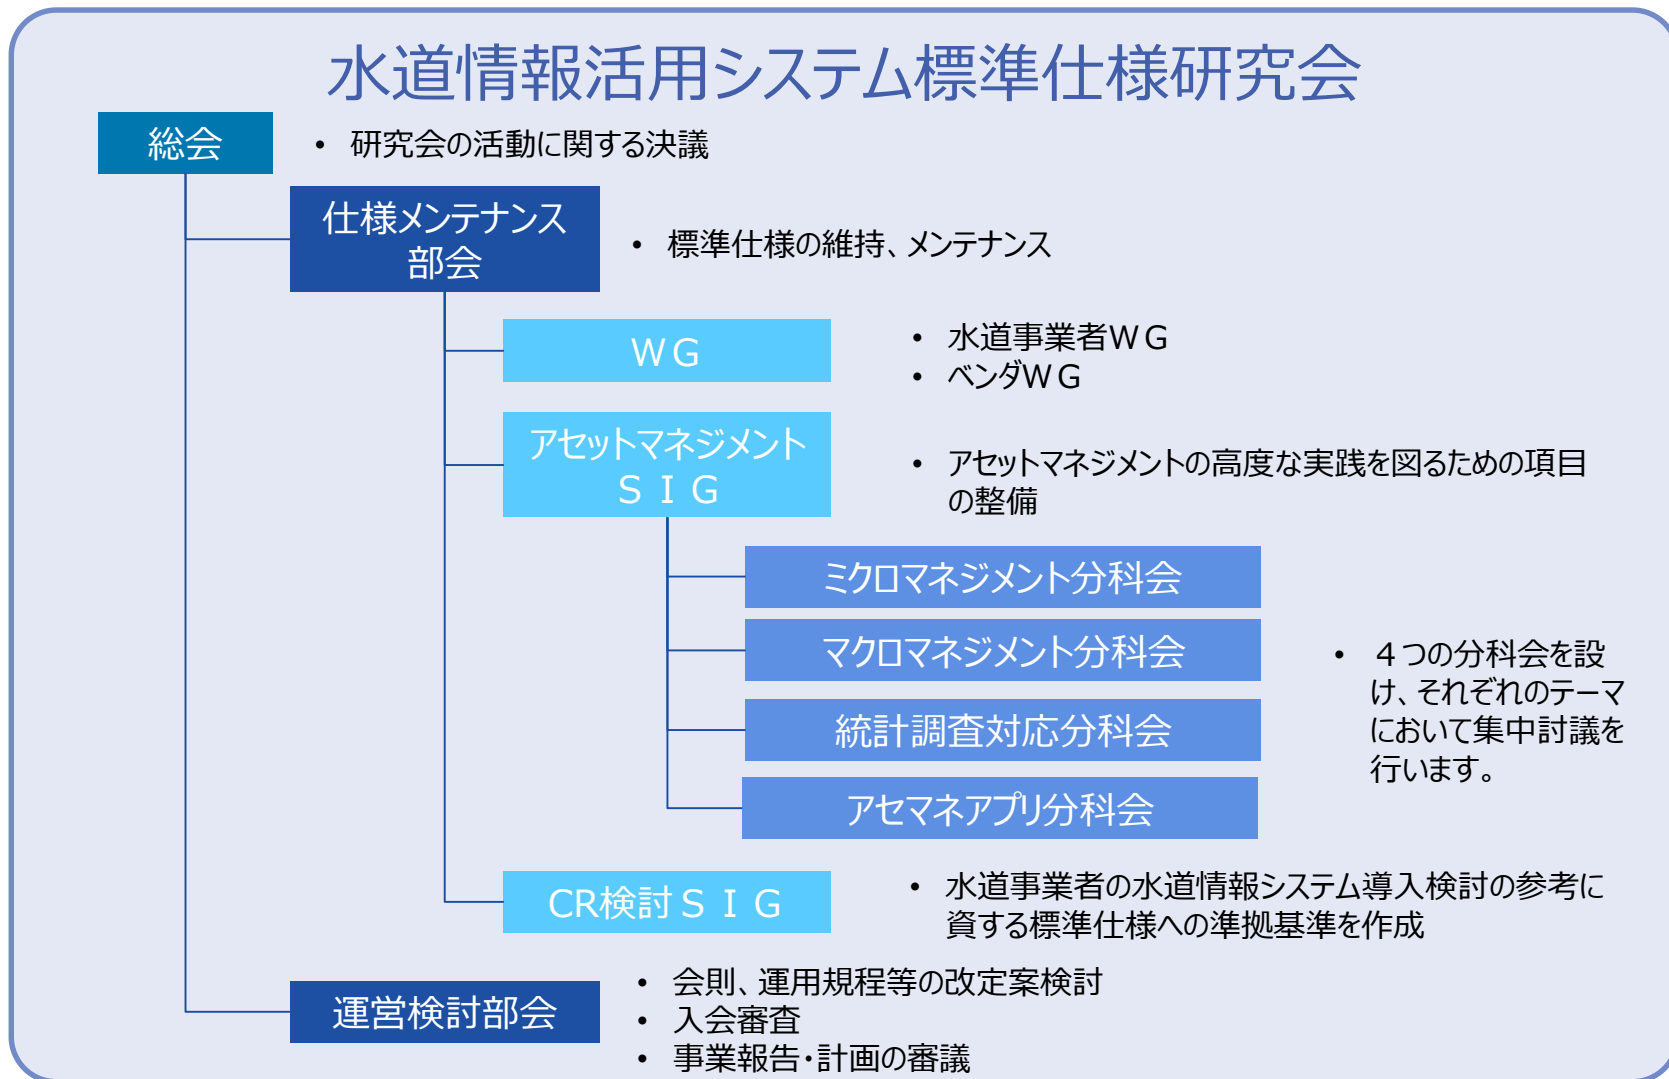 水道情報活用システム標準仕様研究会
総会
• 研究会の活動に関する決議
仕様メンテナンス
部会
• 標準仕様の維持、メンテナンス
ＷＧ
• 水道事業者ＷＧ
• ベンダＷＧ
アセットマネジメント
ＳＩＧ
• アセットマネジメントの高度な実践を図るための項目
の整備
ミクロマネジメント分科会
マクロマネジメント分科会
統計調査対応分科会
アセマネアプリ分科会
• ４つの分科会を設
け、それぞれのテーマ
において集中討議を
行います。
CR検討ＳＩＧ
• 水道事業者の水道情報システム導入検討の参考に
資する標準仕様への準拠基準を作成
運営検討部会
• 会則、運用規程等の改定案検討
• 入会審査
• 事業報告・計画の審議